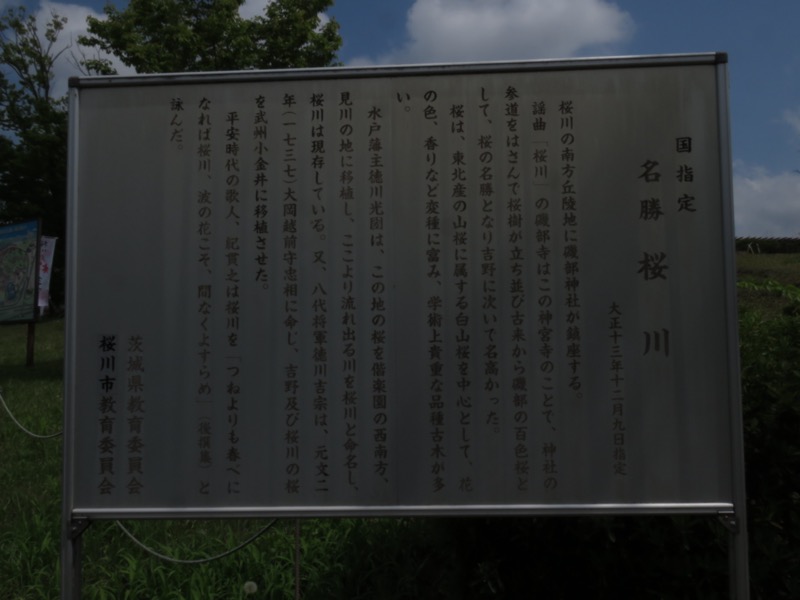 国指定
名勝 桜川
大正十三年十二月九日指定
桜川の南方丘陵地に磯部神社が鎮座する。
謡曲「桜川」の磯部寺はこの神宮寺のことで、神社の
参道をはさんで桜樹が立ち並び古来から磯部の百色桜と
して、桜の名勝となり吉野に次いで名高かった。
桜は、東北産の山桜に属する白山桜を中心として、花
の色、香りなど変種に富み、学術上貴重な品種古木が多
い。
水戸藩主徳川光圀は、この地の桜を偕楽園の西南方、
見川の地に移植し、ここより流れ出る川を桜川と命名し、
桜川は現存している。又、八代将軍徳川吉宗は、元文二
年(一七三七)大岡越前守忠相に命じ、吉野及び桜川の桜
を武州小金井に移植させた。
平安時代の歌人、紀貫之は桜川を「つねよりも春べに
なれば桜川、波の花こそ、間なくよすらめ」(後撰集)と
詠んだ。
茨城県教育委員会
桜川市教育委員会